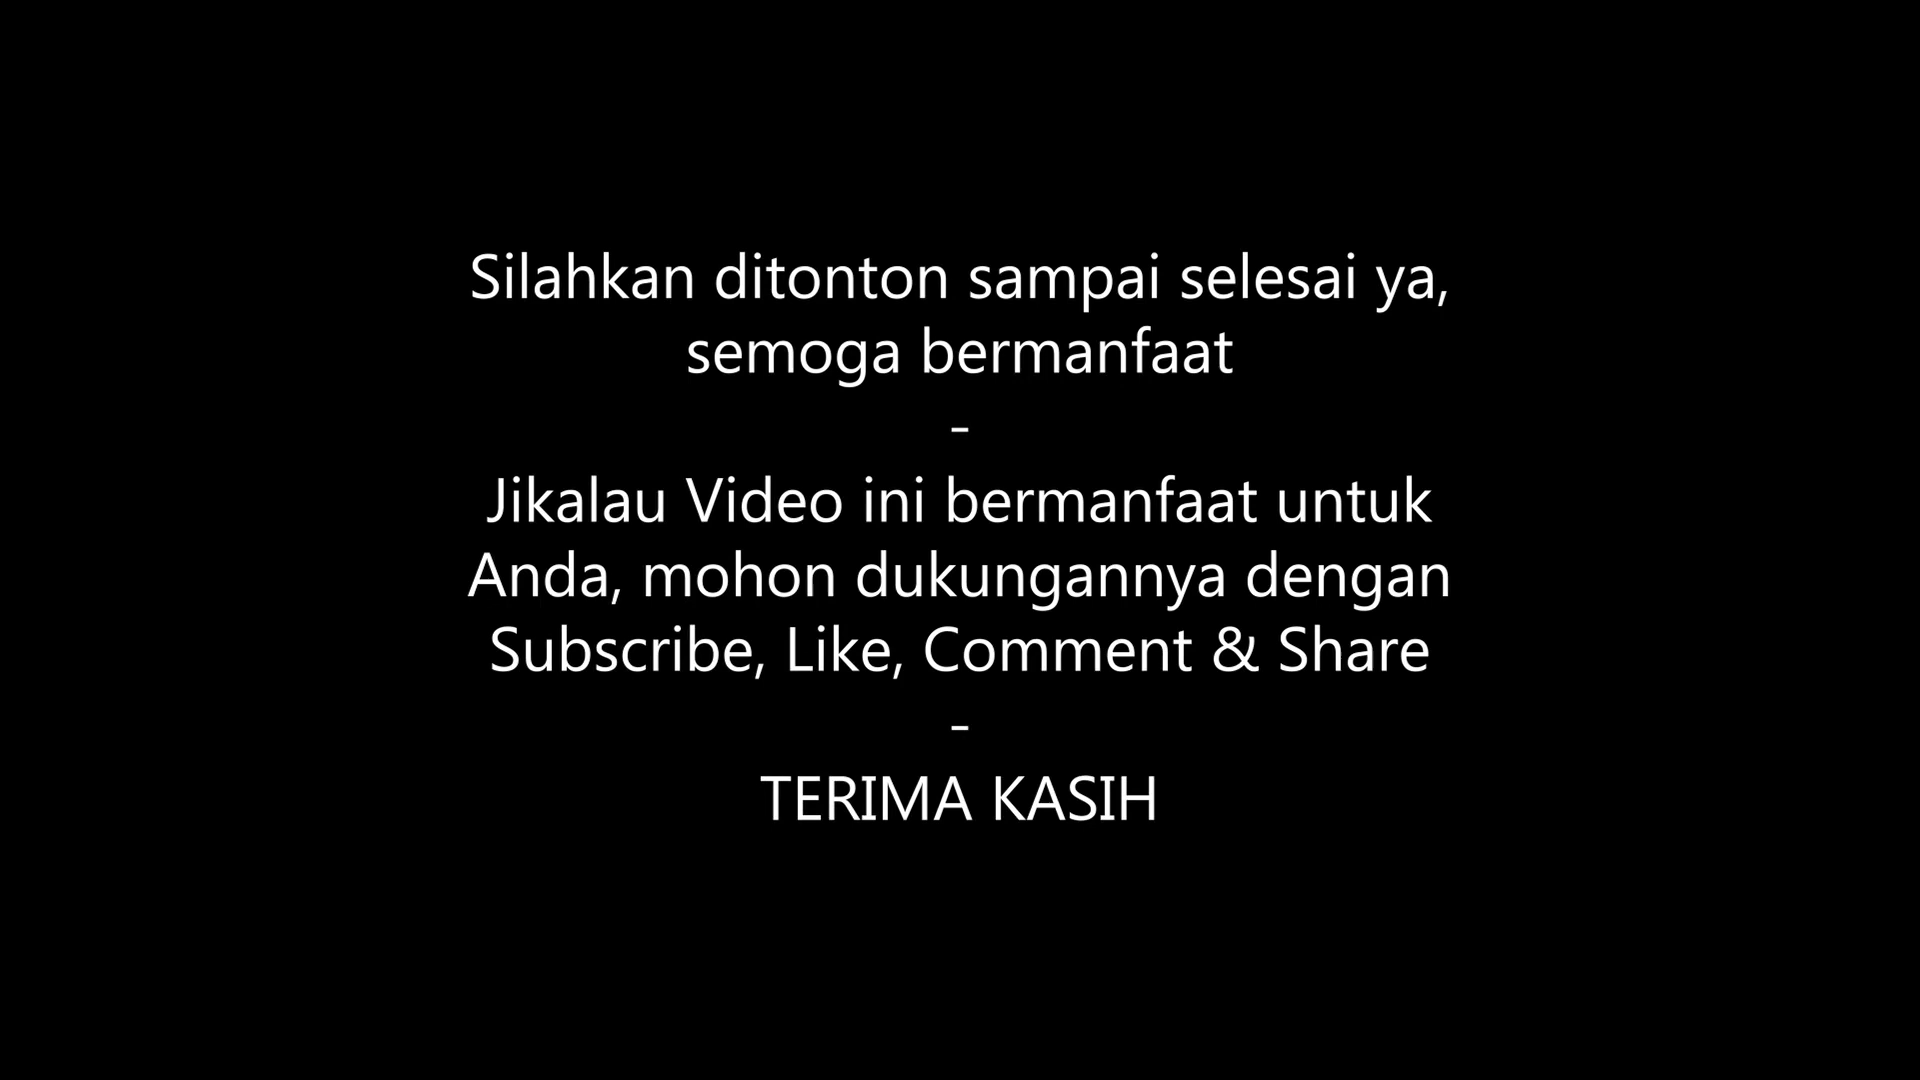 Silahkan ditonton sampai selesai ya,
semoga bermanfaat
-
Jikalau Video ini bermanfaat untuk
Anda, mohon dukungannya dengan
Subscribe, Like, Comment & Share
-
TERIMA KASIH